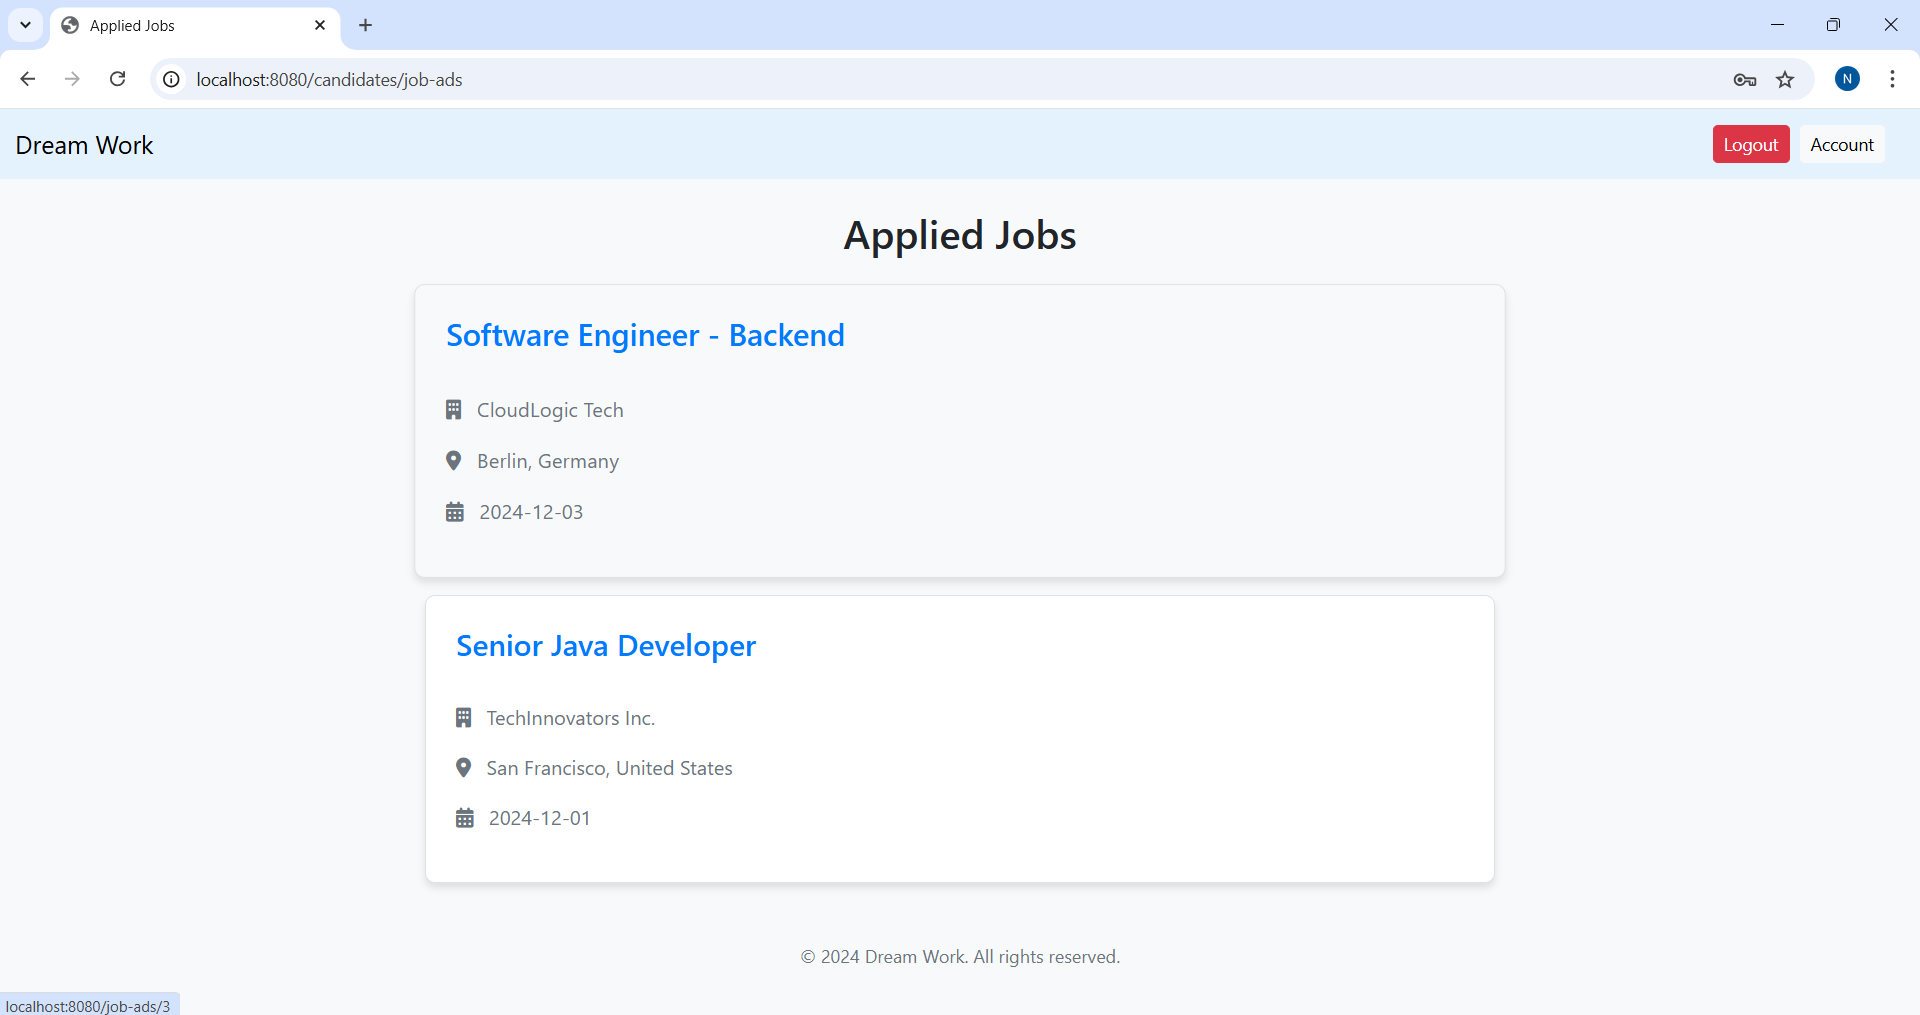 Applied Jobs
localhost:8080/candidates/job-ads
N
Dream Work
Logout
Account
Applied Jobs
Software Engineer - Backend
CloudLogic Tech
Berlin, Germany
2024-12-03
Senior Java Developer
TechInnovators Inc.
San Francisco, United States
2024-12-01
© 2024 Dream Work. All rights reserved.
localhost:8080/job-ads/3